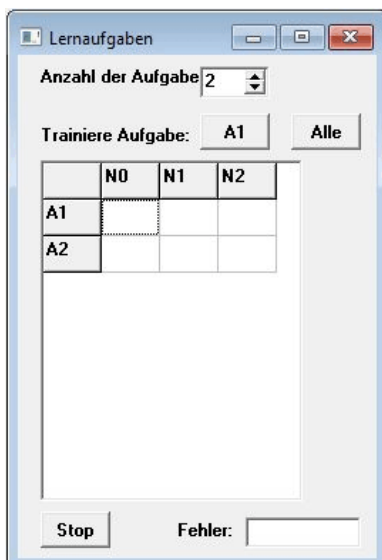 Lernaufgaben
Anzahl der Aufgabe 2
Trainiere Aufgabe: A1 Alle
N0 N1 N2
A1
A2
Stop Fehler: